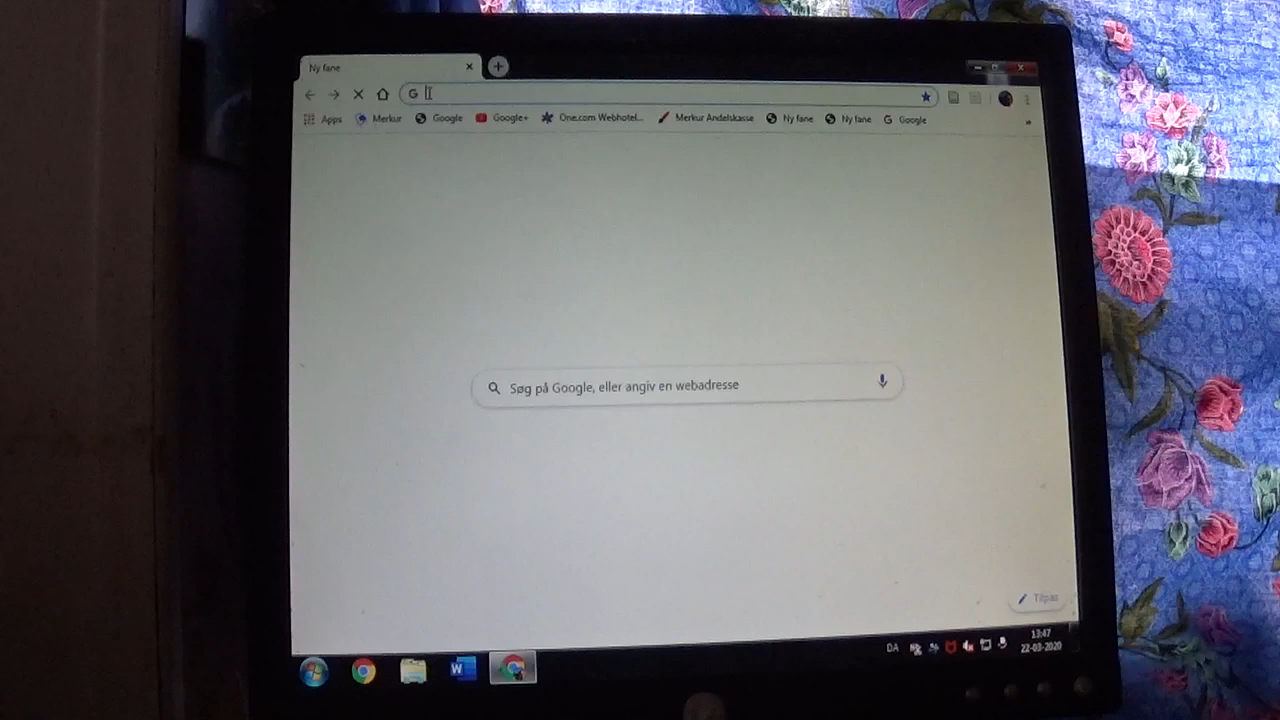 Ny fane
Apps Merkur Google Google+ One.com Webhotel... Merkur Andelskasse Ny fane Ny fane Google
Søg på Google, eller angiv en webadresse
Tilpas
DA 13:47
22-03-2020